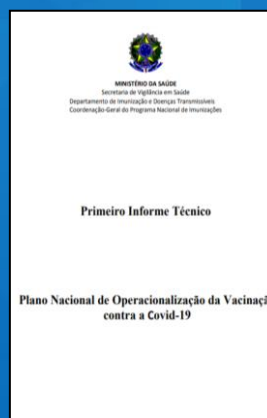 MINISTÉRIO DA SAÚDE
Secretaria de Vigilância em Saúde
Departamento de Imunização e Doenças Transmissíveis
Coordenação-Geral do Programa Nacional de Imunizações
Primeiro Informe Técnico
Plano Nacional de Operacionalização da Vacinaçã
contra a Covid-19